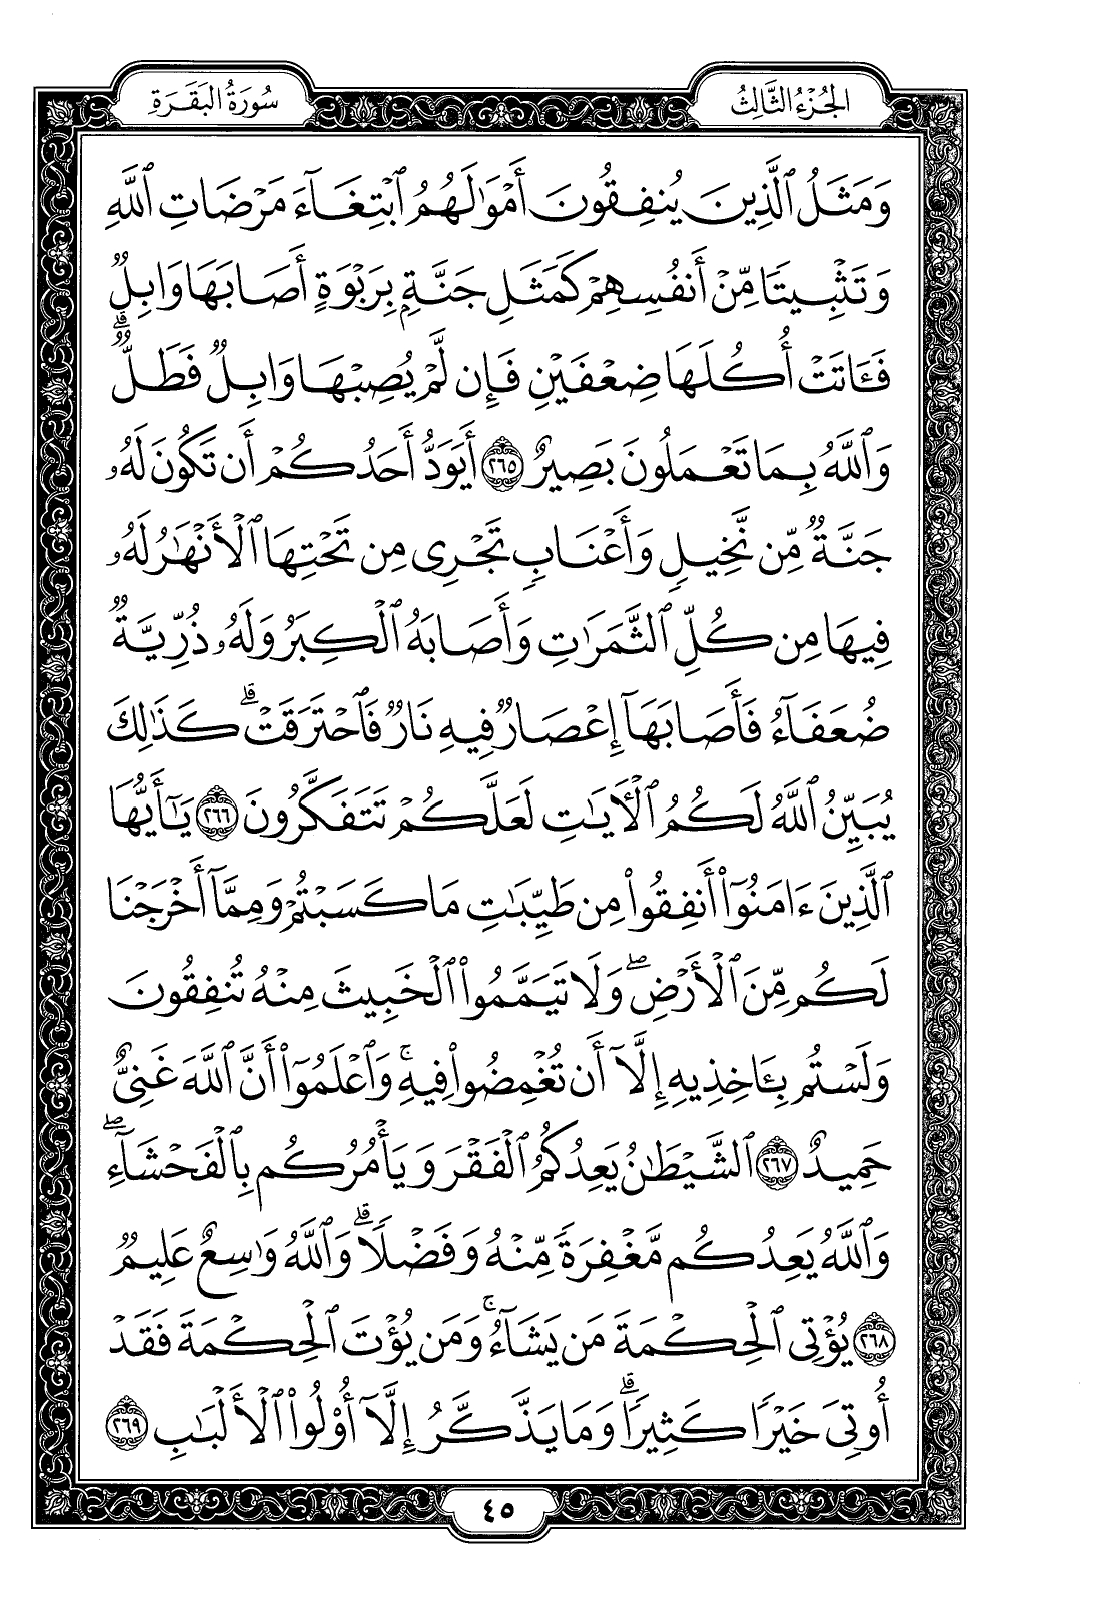 الجُزْءُ الثَّالِثُ
سُورَةُ البَقَرَةِ
وَمَثَلُ ٱلَّذِينَ يُنفِقُونَ أَمْوَٰلَهُمُ ٱبْتِغَآءَ مَرْضَاتِ ٱللَّهِ
وَتَثْبِيتًا مِّنْ أَنفُسِهِمْ كَمَثَلِ جَنَّةٍۭ بِرَبْوَةٍ أَصَابَهَا وَابِلٌ
فَـَٔاتَتْ أُكُلَهَا ضِعْفَيْنِ فَإِن لَّمْ يُصِبْهَا وَابِلٌ فَطَلٌّ ۗ
وَٱللَّهُ بِمَا تَعْمَلُونَ بَصِيرٌ ٢٦٥ أَيَوَدُّ أَحَدُكُمْ أَن تَكُونَ لَهُۥ
جَنَّةٌ مِّن نَّخِيلٍ وَأَعْنَابٍ تَجْرِى مِن تَحْتِهَا ٱلْأَنْهَٰرُ لَهُۥ
فِيهَا مِن كُلِّ ٱلثَّمَرَٰتِ وَأَصَابَهُ ٱلْكِبَرُ وَلَهُۥ ذُرِّيَّةٌ
ضُعَفَآءُ فَأَصَابَهَآ إِعْصَارٌ فِيهِ نَارٌ فَٱحْتَرَقَتْ ۗ كَذَٰلِكَ
يُبَيِّنُ ٱللَّهُ لَكُمُ ٱلْـَٔايَٰتِ لَعَلَّكُمْ تَتَفَكَّرُونَ ٢٦٦ يَٰٓأَيُّهَا
ٱلَّذِينَ ءَامَنُوٓا۟ أَنفِقُوا۟ مِن طَيِّبَٰتِ مَا كَسَبْتُمْ وَمِمَّآ أَخْرَجْنَا
لَكُم مِّنَ ٱلْأَرْضِ ۖ وَلَا تَيَمَّمُوا۟ ٱلْخَبِيثَ مِنْهُ تُنفِقُونَ
وَلَسْتُم بِـَٔاخِذِيهِ إِلَّآ أَن تُغْمِضُوا۟ فِيهِ ۚ وَٱعْلَمُوٓا۟ أَنَّ ٱللَّهَ غَنِىٌّ
حَمِيدٌ ٢٦٧ ٱلشَّيْطَٰنُ يَعِدُكُمُ ٱلْفَقْرَ وَيَأْمُرُكُم بِٱلْفَحْشَآءِ ۖ
وَٱللَّهُ يَعِدُكُم مَّغْفِرَةً مِّنْهُ وَفَضْلًا ۗ وَٱللَّهُ وَٰسِعٌ عَلِيمٌ
٢٦٨ يُؤْتِى ٱلْحِكْمَةَ مَن يَشَآءُ ۚ وَمَن يُؤْتَ ٱلْحِكْمَةَ فَقَدْ
أُوتِىَ خَيْرًا كَثِيرًا ۗ وَمَا يَذَّكَّرُ إِلَّآ أُو۟لُوا۟ ٱلْأَلْبَٰبِ ٢٦٩
٤٥